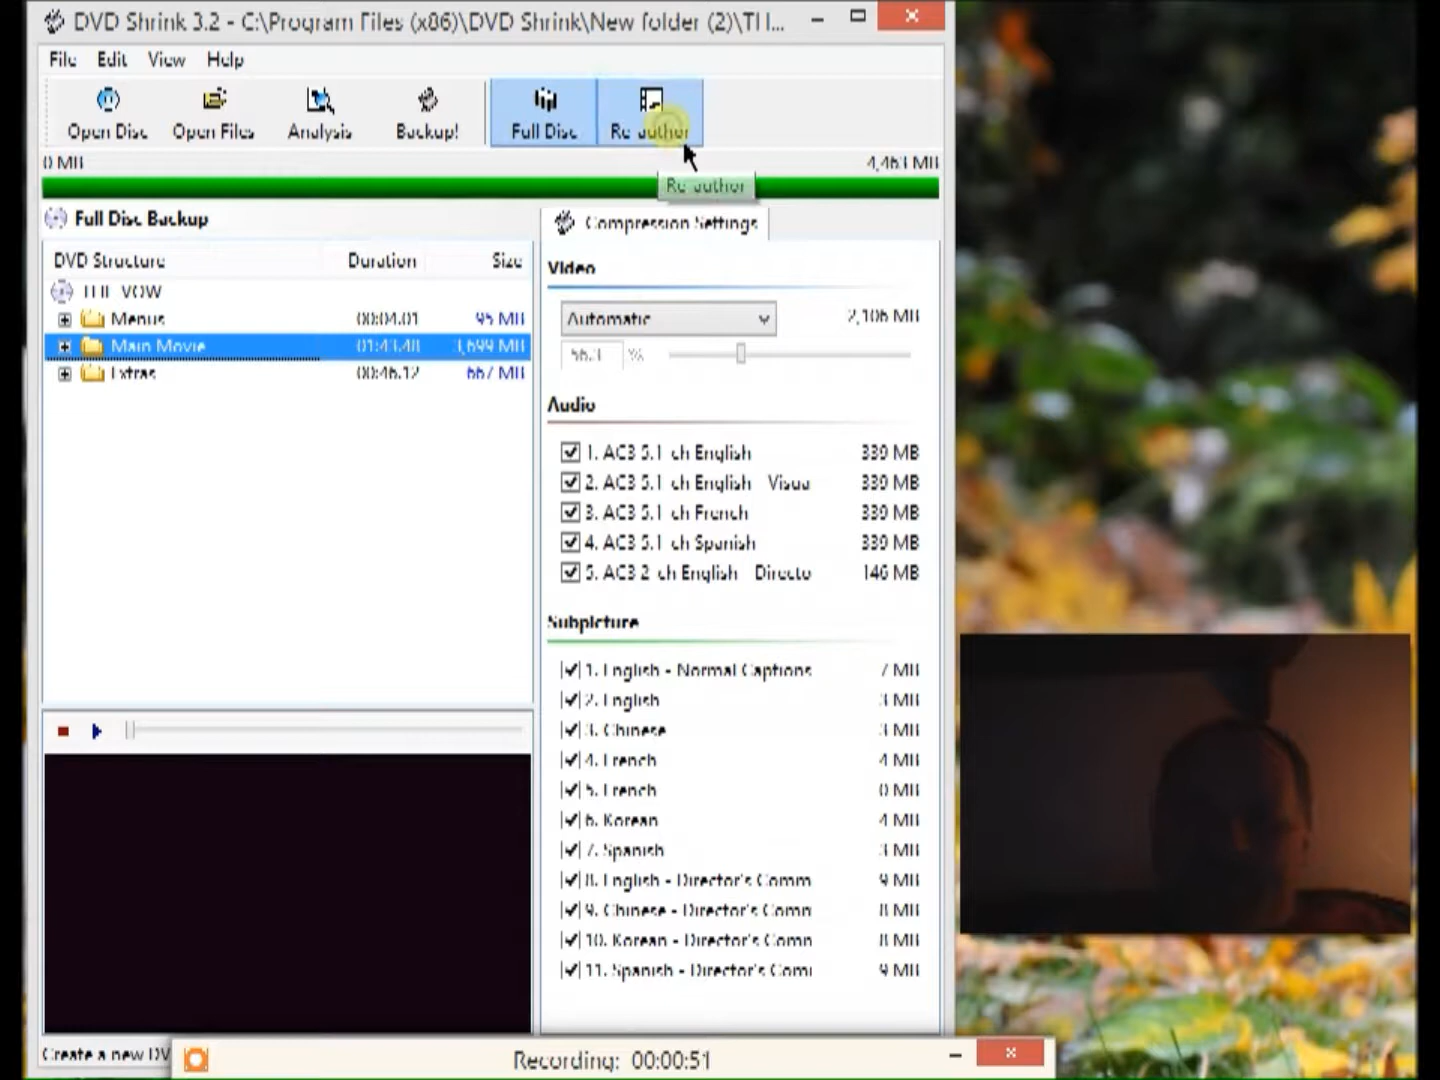 DVD Shrink 3.2 - C:\Program Files (x86)\DVD Shrink\New folder (2)\TH...
File Edit View Help
Open Disc Open Files Analysis Backup! Full Disc Re-author
0 MB 4,463 MB
Re-author
Full Disc Backup
Compression Settings
DVD Structure Duration Size
THE_VOW
Menus 00:04.01 95 MB
Main Movie 01:43.48 3,699 MB
Extras 00:46.12 667 MB
Video
Automatic 2,106 MB
%
Audio
1. AC3 5.1-ch English 339 MB
2. AC3 5.1-ch English - Visua 339 MB
3. AC3 5.1-ch French 339 MB
4. AC3 5.1-ch Spanish 339 MB
5. AC3 2-ch English - Directo 146 MB
Subpicture
1. English - Normal Captions 7 MB
2. English 3 MB
3. Chinese 3 MB
4. French 4 MB
5. French 0 MB
6. Korean 4 MB
7. Spanish 3 MB
8. English - Director's Comm 9 MB
9. Chinese - Director's Comn 8 MB
10. Korean - Director's Comn 8 MB
11. Spanish - Director's Comi 9 MB
Create a new DV
Recording: 00:00:51